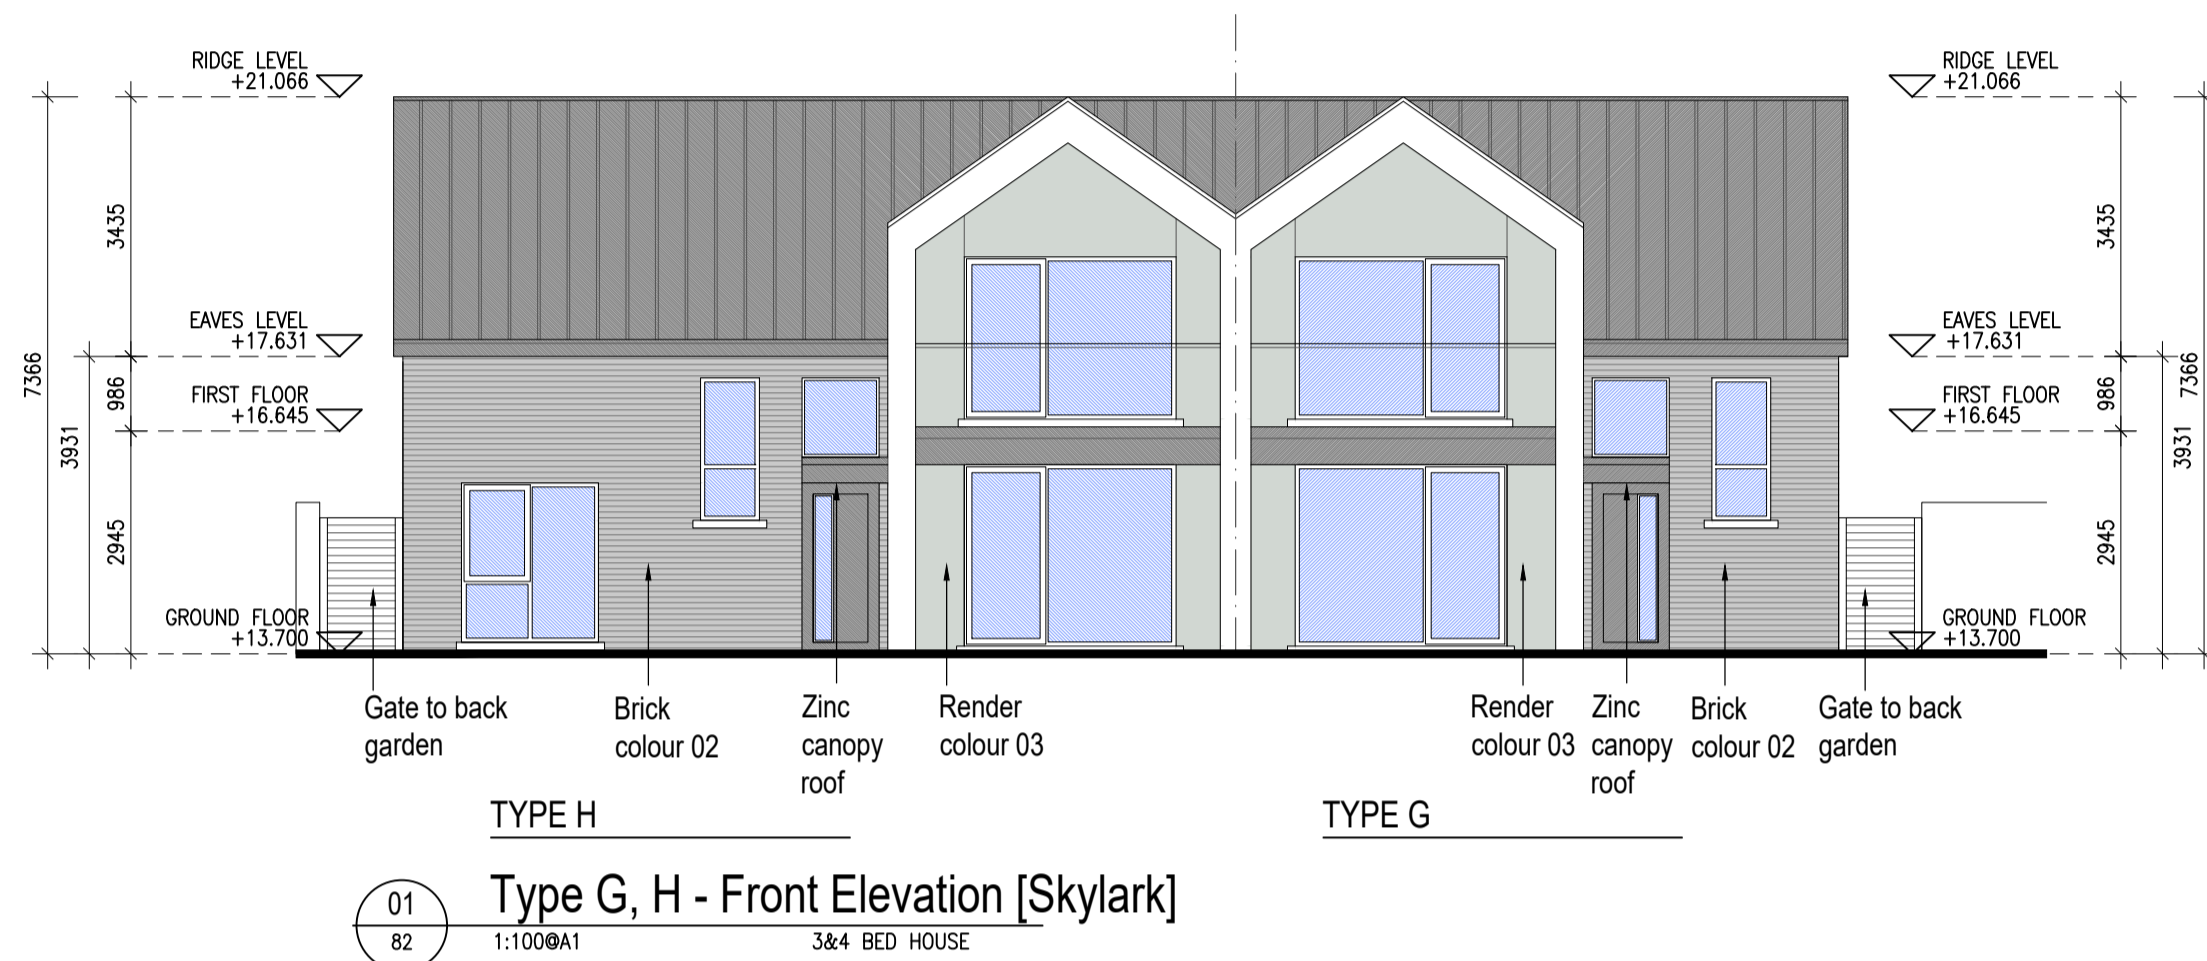 RIDGE LEVEL
+21.066
RIDGE LEVEL
+21.066
3435
3435
EAVES LEVEL
+17.631
EAVES LEVEL
+17.631
7366
7366
986
986
FIRST FLOOR
+16.645
FIRST FLOOR
+16.645
3931
3931
2945
2945
GROUND FLOOR
+13.700
GROUND FLOOR
+13.700
Gate to back
garden
Brick
colour 02
Zinc
canopy
roof
Render
colour 03
Render
colour 03
Zinc
canopy
roof
Brick
colour 02
Gate to back
garden
TYPE H
TYPE G
01
82
Type G, H - Front Elevation [Skylark]
1:100@A1
3&4 BED HOUSE